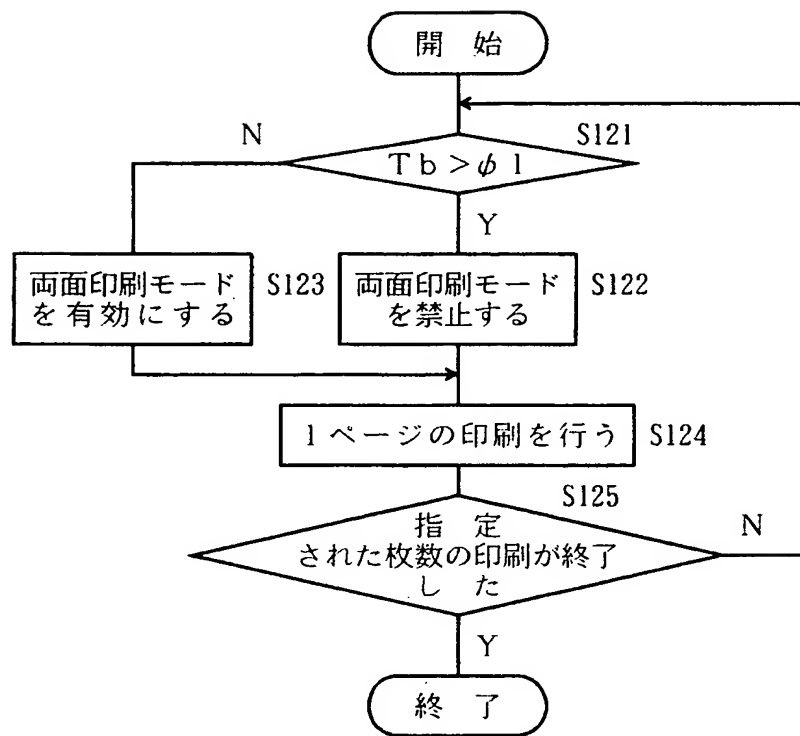 開 始
S121
N
Tb>φ1
Y
両面印刷モード
を有効にする
S123
両面印刷モード
を禁止する
S122
1ページの印刷を行う
S124
S125
指 定
された枚数の印刷が終了
した
N
Y
終 了